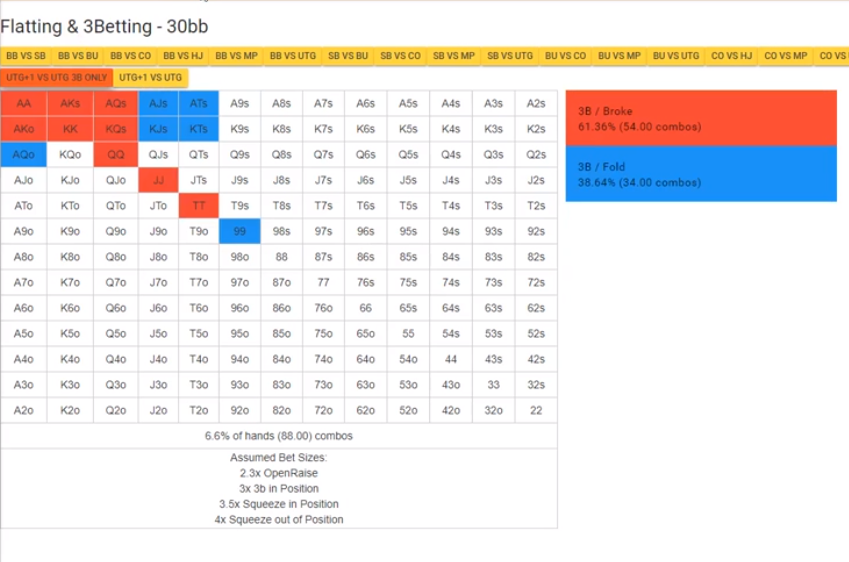 Flatting & 3Betting - 30bb
BB VS SB BB VS BU BB VS CO BB VS HJ BB VS MP BB VS UTG SB VS BU SB VS CO SB VS MP SB VS UTG BU VS CO BU VS MP BU VS UTG CO VS HJ CO VS MP CO VS
UTG+1 VS UTG 3B ONLY UTG+1 VS UTG
AA AKs AQs AJs ATs A9s A8s A7s A6s A5s A4s A3s A2s
AKo KK KQs KJs KTs K9s K8s K7s K6s K5s K4s K3s K2s
AQo KQo QQ QJs QTs Q9s Q8s Q7s Q6s Q5s Q4s Q3s Q2s
AJo KJo QJo JJ JTs J9s J8s J7s J6s J5s J4s J3s J2s
ATo KTo QTo JTo TT T9s T8s T7s T6s T5s T4s T3s T2s
A9o K9o Q9o J9o T9o 99 98s 97s 96s 95s 94s 93s 92s
A8o K8o Q8o J8o T8o 98o 88 87s 86s 85s 84s 83s 82s
A7o K7o Q7o J7o T7o 97o 87o 77 76s 75s 74s 73s 72s
A6o K6o Q6o J6o T6o 96o 86o 76o 66 65s 64s 63s 62s
A5o K5o Q5o J5o T5o 95o 85o 75o 65o 55 54s 53s 52s
A4o K4o Q4o J4o T4o 94o 84o 74o 64o 54o 44 43s 42s
A3o K3o Q3o J3o T3o 93o 83o 73o 63o 53o 43o 33 32s
A2o K2o Q2o J2o T2o 92o 82o 72o 62o 52o 42o 32o 22
6.6% of hands (88.00) combos
Assumed Bet Sizes:
2.3x OpenRaise
3x 3b in Position
3.5x Squeeze in Position
4x Squeeze out of Position
3B / Broke
61.36% (54.00 combos)
3B / Fold
38.64% (34.00 combos)